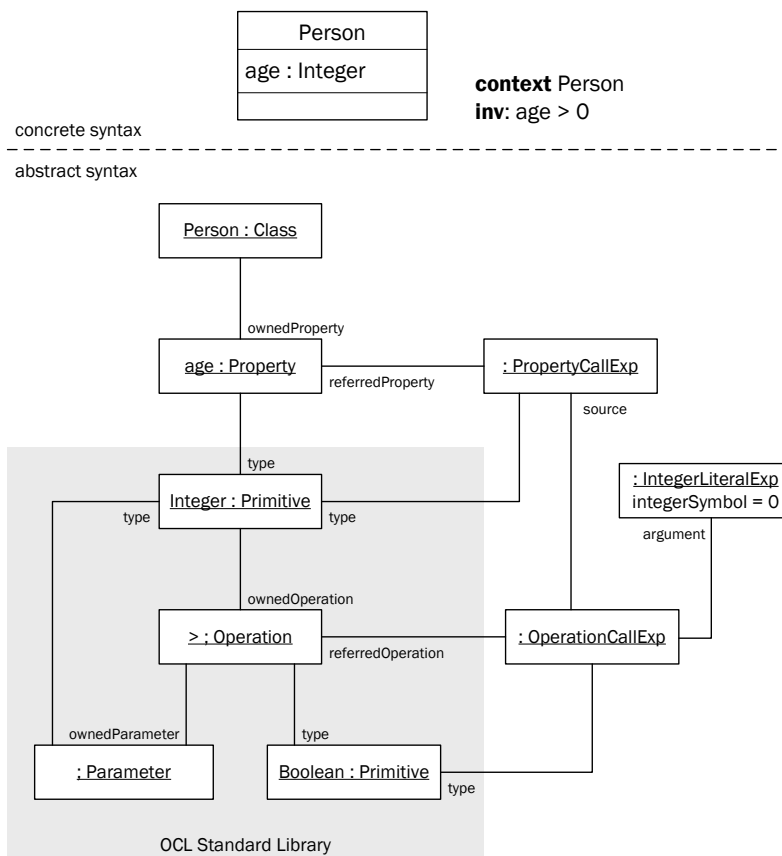 Person
age : Integer
context Person
inv: age > 0
concrete syntax
abstract syntax
Person : Class
ownedProperty
age : Property
: PropertyCallExp
referredProperty
source
type
Integer : Primitive
: IntegerLiteralExp
integerSymbol = 0
type
type
argument
ownedOperation
> ; Operation
: OperationCallExp
referredOperation
ownedParameter
type
; Parameter
Boolean : Primitive
type
OCL Standard Library